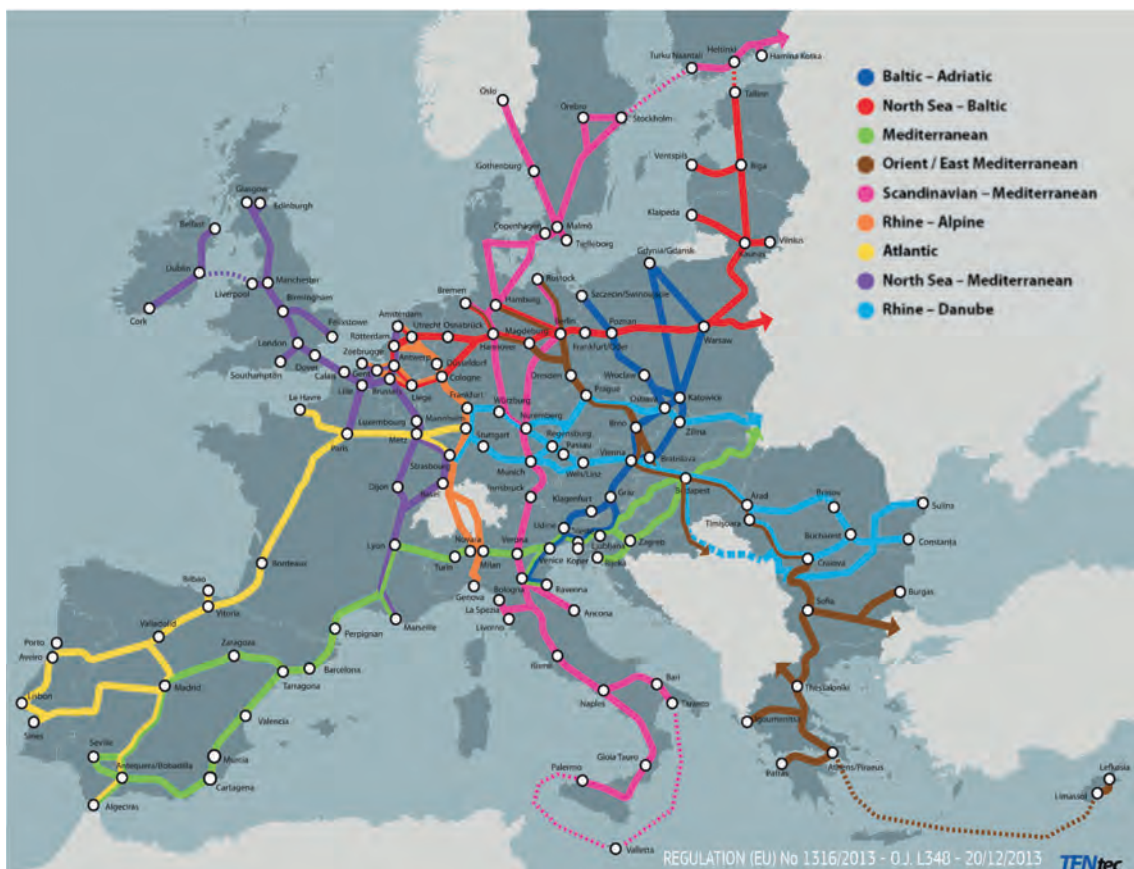 Baltic – Adriatic
North Sea – Baltic
Mediterranean
Orient / East Mediterranean
Scandinavian – Mediterranean
Rhine – Alpine
Atlantic
North Sea – Mediterranean
Rhine – Danube
Helsinki
Turku Naantali
Hamina Kotka
Tallinn
Oslo
Örebro
Stockholm
Ventspils
Riga
Gothenburg
Glasgow
Edinburgh
Klaipeda
Belfast
Copenhagen
Malmö
Trelleborg
Vilnius
Kaunas
Gdynia/Gdansk
Dublin
Manchester
Liverpool
Rostock
Szczecin/Swinoujscie
Cork
Birmingham
Bremen
Hamburg
Felixstowe
Amsterdam
Utrecht
Osnabrück
Magdeburg
Berlin
Poznan
Warsaw
London
Rotterdam
Hannover
Frankfurt/Oder
Zeebrugge
Southampton
Dover
Calais
Gent
Antwerp
Düsseldorf
Cologne
Dresden
Wroclaw
Lille
Brussels
Liège
Prague
Ostrava
Katowice
Le Havre
Frankfurt
Würzburg
Luxembourg
Mannheim
Nuremberg
Brno
Zilina
Paris
Metz
Stuttgart
Regensburg
Passau
Strasbourg
Munich
Wels/Linz
Vienna
Bratislava
Dijon
Basel
Innsbruck
Klagenfurt
Graz
Budapest
Arad
Brasov
Sulina
Udine
Timișoara
Bucharest
Constanta
Lyon
Novara
Verona
Ljubljana
Zagreb
Turin
Milan
Venice
Koper
Rijeka
Craiova
Bordeaux
Genova
Bologna
Ravenna
Burgas
Bilbao
La Spezia
Ancona
Sofia
Vitoria
Livorno
Marseille
Valladolid
Perpignan
Porto
Zaragoza
Aveiro
Rome
Barcelona
Madrid
Tarragona
Bari
Thessaloniki
Lisbon
Naples
Taranto
Sines
Valencia
Igoumenitsa
Seville
Murcia
Gioia Tauro
Antequera/Bobadilla
Palermo
Patras
Athens/Piraeus
Lefkosia
Cartagena
Limassol
Algeciras
Valletta
REGULATION (EU) No 1316/2013 - O.J. L348 - 20/12/2013
TENtec